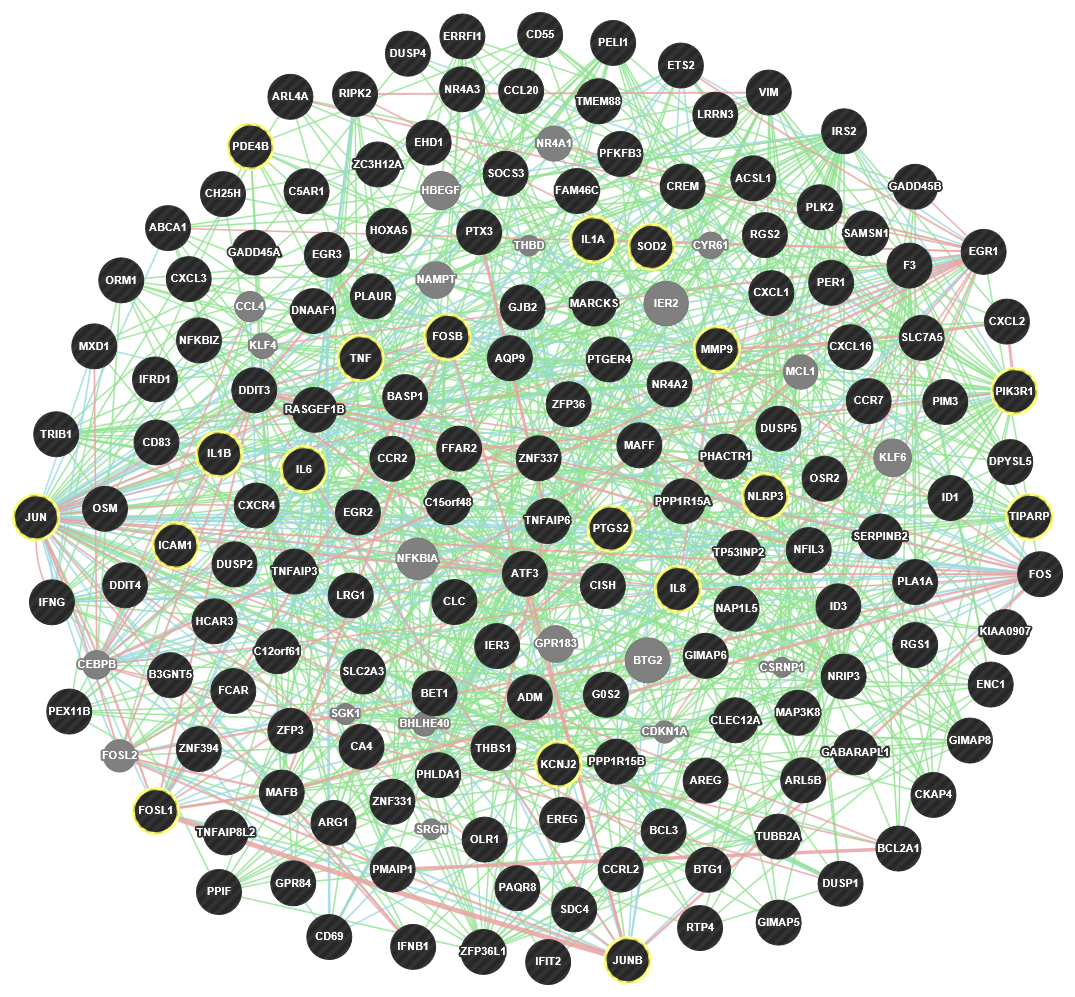 ERRFI1
CD55
PELI1
DUSP4
ETS2
NR4A3
CCL20
VIM
ARL4A
RIPK2
TMEM88
LRRN3
IRS2
PDE4B
EHD1
NR4A1
PFKFB3
ZC3H12A
SOCS3
ACSL1
CH25H
C5AR1
HBEGF
FAM46C
CREM
GADD45B
PLK2
ABCA1
HOXA5
PTX3
THBD
IL1A
SOD2
CYR61
RGS2
SAMSN1
EGR1
GADD45A
EGR3
F3
ORM1
CXCL3
NAMPT
PER1
PLAUR
CXCL1
CCL4
DNAAF1
GJB2
MARCKS
IER2
CXCL2
MXD1
NFKBIZ
KLF4
FOSB
SLC7A5
TNF
AQP9
PTGER4
MMP9
CXCL16
IFRD1
MCL1
DDIT3
BASP1
NR4A2
PIK3R1
RASGEF1B
ZFP36
CCR7
PIM3
TRIB1
CD83
DUSP5
IL1B
FFAR2
MAFF
IL6
CCR2
ZNF337
PHACTR1
KLF6
DPYSL5
OSR2
NLRP3
ID1
JUN
OSM
CXCR4
EGR2
C15orf48
PPP1R15A
TIPARP
TNFAIP6
PTGS2
ICAM1
SERPINB2
NFKBIA
TP53INP2
NFIL3
DUSP2
TNFAIP3
ATF3
FOS
DDIT4
CISH
IL8
PLA1A
IFNG
LRG1
CLC
NAP1L5
ID3
HCAR3
KIAA0907
C12orf61
IER3
GPR183
GIMAP6
RGS1
CEBPB
BTG2
B3GNT5
SLC2A3
CSRNP1
NRIP3
ENC1
FCAR
BET1
ADM
G0S2
PEX11B
SGK1
MAP3K8
BHLHE40
CLEC12A
ZFP3
CDKN1A
GIMAP8
FOSL2
ZNF394
CA4
THBS1
GABARAPL1
KCNJ2
PPP1R15B
PHLDA1
AREG
ARL5B
MAFB
CKAP4
ZNF331
FOSL1
EREG
ARG1
SRGN
BCL3
TNFAIP8L2
OLR1
TUBB2A
BCL2A1
PMAIP1
CCRL2
BTG1
GPR84
PAQR8
DUSP1
PPIF
SDC4
GIMAP5
RTP4
CD69
IFNB1
ZFP36L1
IFIT2
JUNB